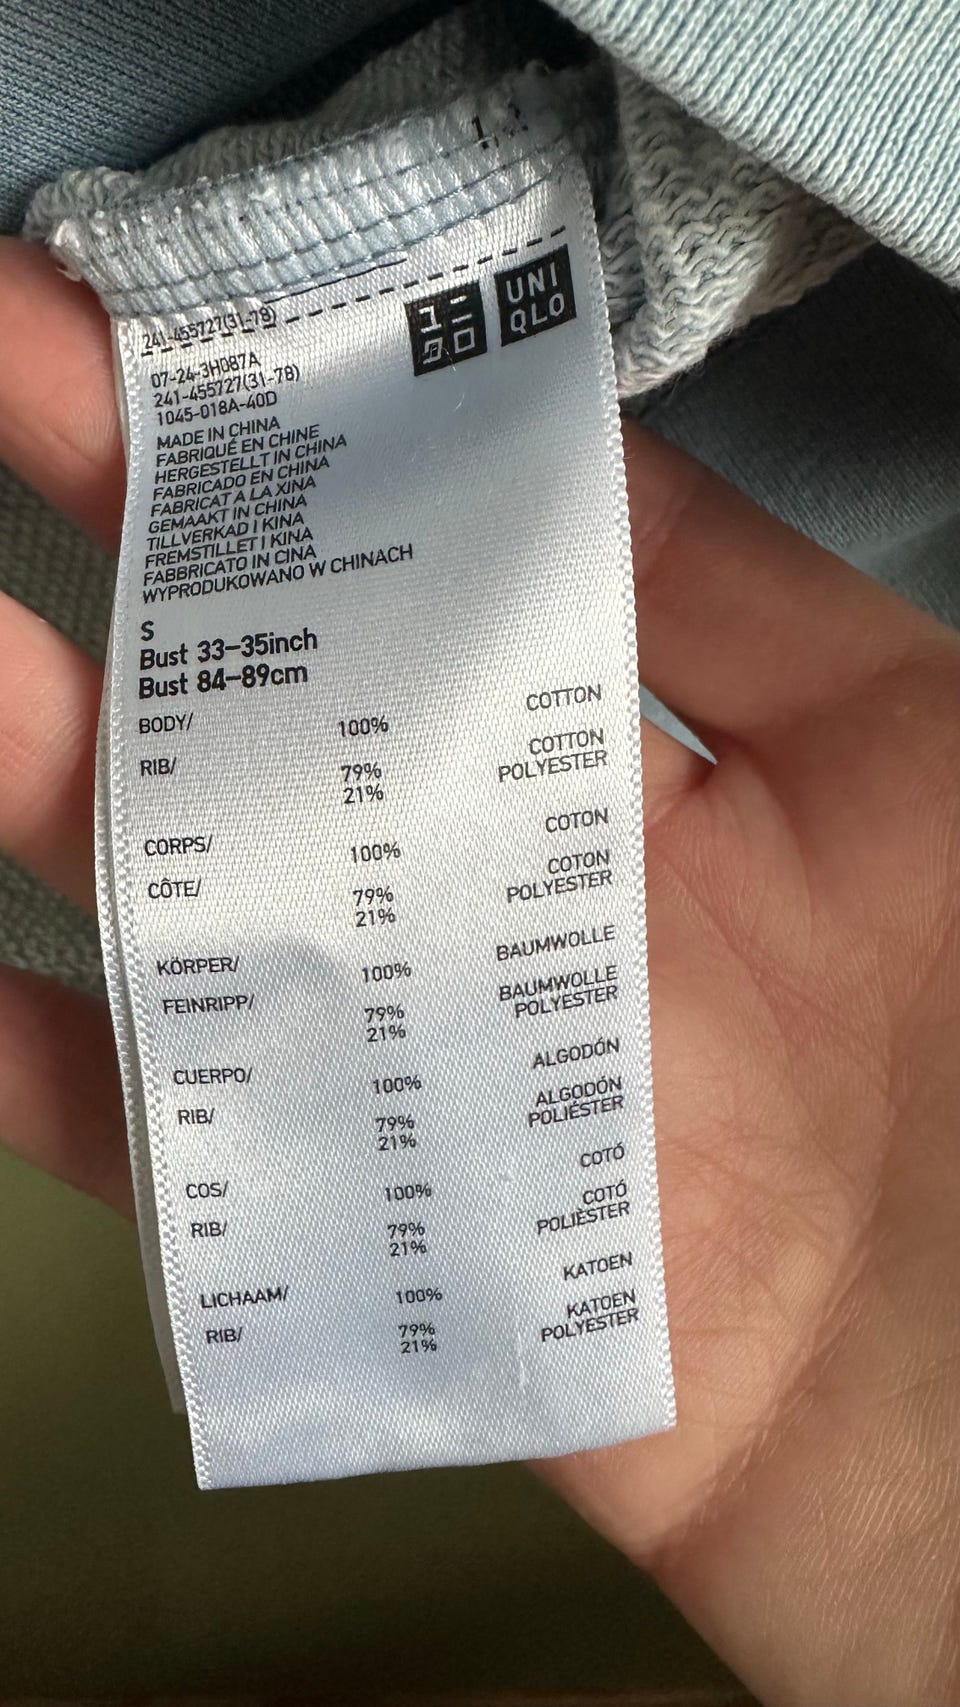 1
241-455727(31-78)
ユニ
クロ
UNI
QLO
07-24-3H087A
241-455727(31-78)
1045-018A-40D
MADE IN CHINA
FABRIQUÉ EN CHINE
HERGESTELLT IN CHINA
FABRICADO EN CHINA
FABRICAT A LA XINA
GEMAAKT IN CHINA
TILLVERKAD I KINA
FREMSTILLET I KINA
FABBRICATO IN CINA
WYPRODUKOWANO W CHINACH
S
Bust 33-35inch
Bust 84-89cm
BODY/ 100% COTTON
RIB/ 79% COTTON
21% POLYESTER
CORPS/ 100% COTON
CÔTE/ 79% COTON
21% POLYESTER
KÖRPER/ 100% BAUMWOLLE
FEINRIPP/ 79% BAUMWOLLE
21% POLYESTER
CUERPO/ 100% ALGODÓN
RIB/ 79% ALGODÓN
21% POLIÉSTER
COS/ 100% COTÓ
RIB/ 79% COTÓ
21% POLIÈSTER
LICHAAM/ 100% KATOEN
RIB/ 79% KATOEN
21% POLYESTER